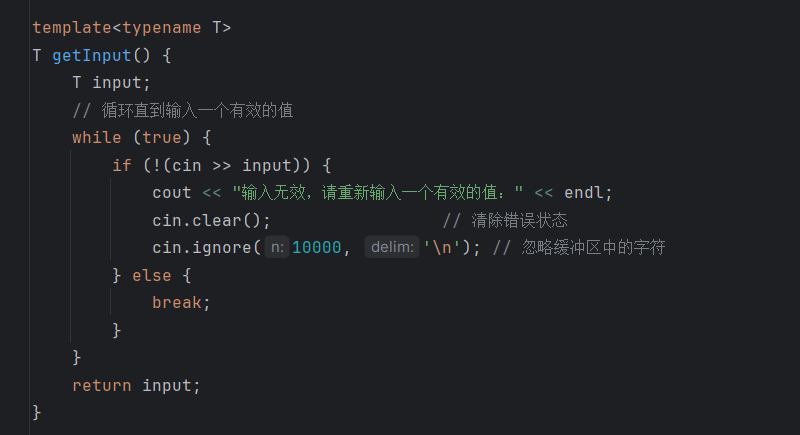 template<typename T>
T getInput() {
    T input;
    // 循环直到输入一个有效的值
    while (true) {
        if (!(cin >> input)) {
            cout << "输入无效，请重新输入一个有效的值：" << endl;
            cin.clear();                 // 清除错误状态
            cin.ignore( n: 10000,  delim: '\n'); // 忽略缓冲区中的字符
        } else {
            break;
        }
    }
    return input;
}